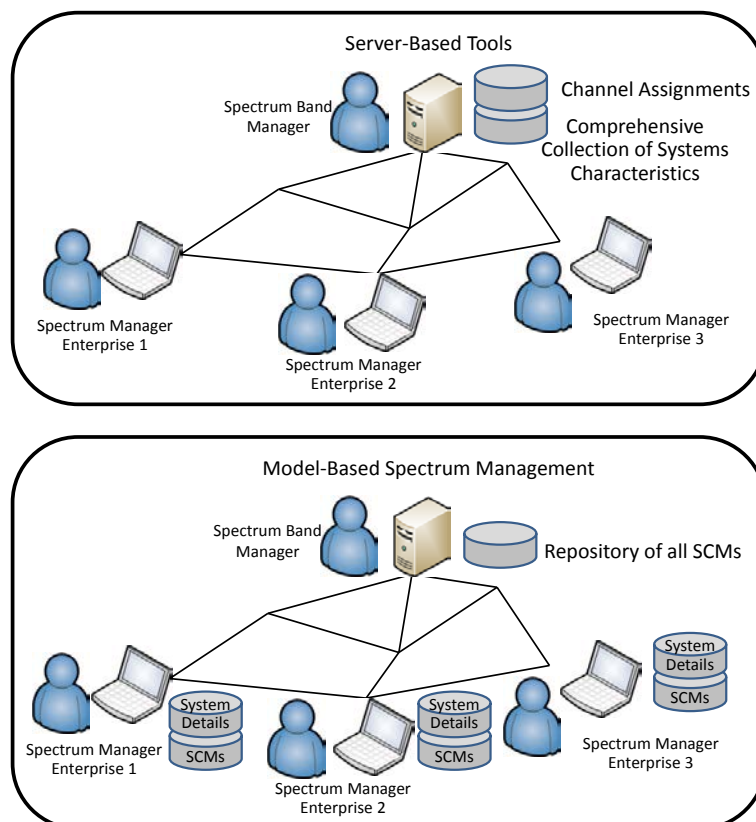 Server-Based Tools
Spectrum Band
Manager
Channel Assignments
Comprehensive
Collection of Systems
Characteristics
Spectrum Manager
Enterprise 1
Spectrum Manager
Enterprise 2
Spectrum Manager
Enterprise 3
Model-Based Spectrum Management
Spectrum Band
Manager
Repository of all SCMs
Spectrum Manager
Enterprise 1
System
Details
SCMs
Spectrum Manager
Enterprise 2
System
Details
SCMs
Spectrum Manager
Enterprise 3
System
Details
SCMs